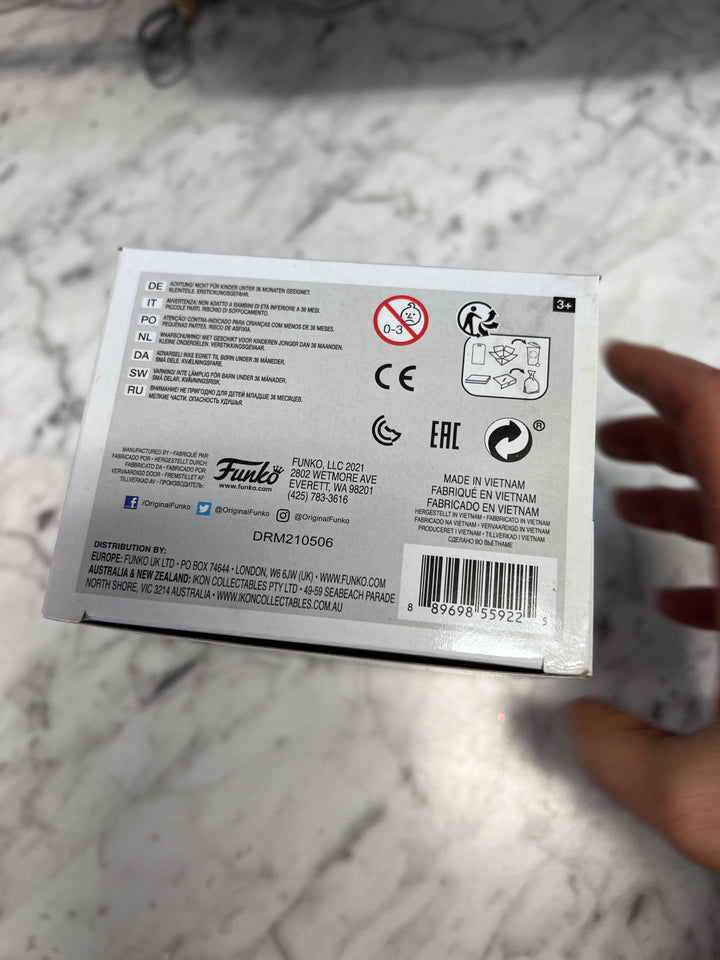 3+
DE ACHTUNG! NICHT FÜR KINDER UNTER 36 MONATEN GEEIGNET.
KLEINTEILE. ERSTICKUNGSGEFAHR.
IT AVVERTENZA! NON ADATTO A BAMBINI DI ETÀ INFERIORE A 36 MESI.
PICCOLE PARTI. RISCHIO DI SOFFOCAMENTO.
PO ATENÇÃO! CONTRA-INDICADO PARA CRIANÇAS COM MENOS DE 36 MESES.
PEQUENAS PARTES. RISCO DE ASFIXIA.
NL WAARSCHUWING! NIET GESCHIKT VOOR KINDEREN JONGER DAN 36 MAANDEN.
KLEINE ONDERDELEN. VERSTIKKINGSGEVAAR.
DA ADVARSEL! IKKE EGNET TIL BØRN UNDER 36 MÅNEDER.
SMÅ DELE. KVÆLNINGSFARE.
SW VARNING! INTE LÄMPLIG FÖR BARN UNDER 36 MÅNADER.
SMÅ DELAR. KVÄVNINGSRISK.
RU ВНИМАНИЕ! НЕ ПРИГОДНО ДЛЯ ДЕТЕЙ МЛАДШЕ 36 МЕСЯЦЕВ.
МЕЛКИЕ ЧАСТИ. ОПАСНОСТЬ УДУШЬЯ.
0-3
CE
EAC
®
MANUFACTURED BY • FABRIQUÉ PAR:
FABRICADO POR • HERGESTELLT DURCH:
FABBRICATO DA • FABRICADO POR:
VERVAARDIGD DOOR • FREMSTILLET AF:
TILLVERKAD AV • ПРОИЗВОДИТЕЛЬ:
Funko
www.funko.com
FUNKO, LLC 2021
2802 WETMORE AVE
EVERETT, WA 98201
(425) 783-3616
/OriginalFunko @OriginalFunko @OriginalFunko
DRM210506
MADE IN VIETNAM
FABRIQUÉ EN VIETNAM
FABRICADO EN VIETNAM
HERGESTELLT IN VIETNAM • FABBRICATO IN VIETNAM
FABRICADO NA VIETNAM • VERVAARDIGD IN VIETNAM
PRODUCERET I VIETNAM • TILLVERKAD I VIETNAM
СДЕЛАНО ВО ВЬЕТНАМЕ
DISTRIBUTION BY:
EUROPE: FUNKO UK LTD • PO BOX 74644 • LONDON, W6 6JW (UK) • WWW.FUNKO.COM
AUSTRALIA & NEW ZEALAND: IKON COLLECTABLES PTY LTD • 49-59 SEABEACH PARADE
NORTH SHORE, VIC 3214 AUSTRALIA • WWW.IKONCOLLECTABLES.COM.AU
8 89698 55922 5